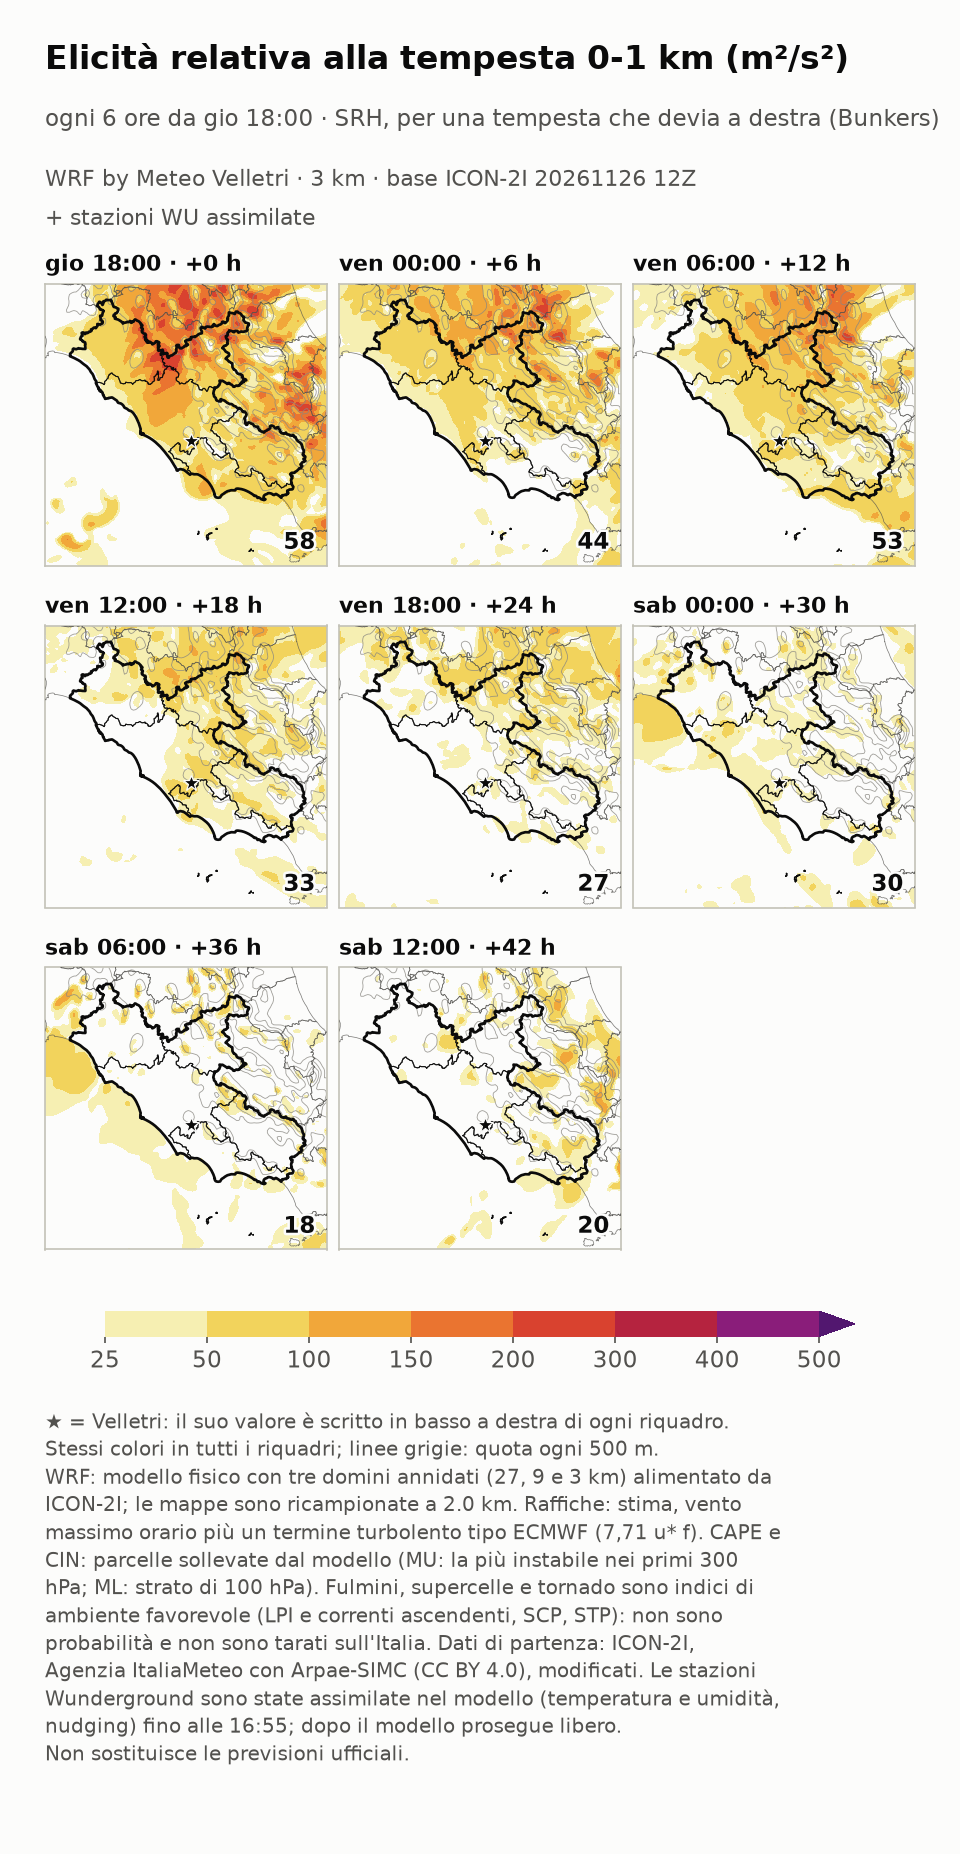 Elicità relativa alla tempesta 0-1 km (m²/s²)
ogni 6 ore da gio 18:00 · SRH, per una tempesta che devia a destra (Bunkers)
WRF by Meteo Velletri · 3 km · base ICON-2I 20261126 12Z
+ stazioni WU assimilate
gio 18:00 · +0 h
ven 00:00 · +6 h
ven 06:00 · +12 h
58
44
53
ven 12:00 · +18 h
ven 18:00 · +24 h
sab 00:00 · +30 h
33
27
30
sab 06:00 · +36 h
sab 12:00 · +42 h
18
20
25 50 100 150 200 300 400 500
★ = Velletri: il suo valore è scritto in basso a destra di ogni riquadro.
Stessi colori in tutti i riquadri; linee grigie: quota ogni 500 m.
WRF: modello fisico con tre domini annidati (27, 9 e 3 km) alimentato da
ICON-2I; le mappe sono ricampionate a 2.0 km. Raffiche: stima, vento
massimo orario più un termine turbolento tipo ECMWF (7,71 u* f). CAPE e
CIN: parcelle sollevate dal modello (MU: la più instabile nei primi 300
hPa; ML: strato di 100 hPa). Fulmini, supercelle e tornado sono indici di
ambiente favorevole (LPI e correnti ascendenti, SCP, STP): non sono
probabilità e non sono tarati sull'Italia. Dati di partenza: ICON-2I,
Agenzia ItaliaMeteo con Arpae-SIMC (CC BY 4.0), modificati. Le stazioni
Wunderground sono state assimilate nel modello (temperatura e umidità,
nudging) fino alle 16:55; dopo il modello prosegue libero.
Non sostituisce le previsioni ufficiali.